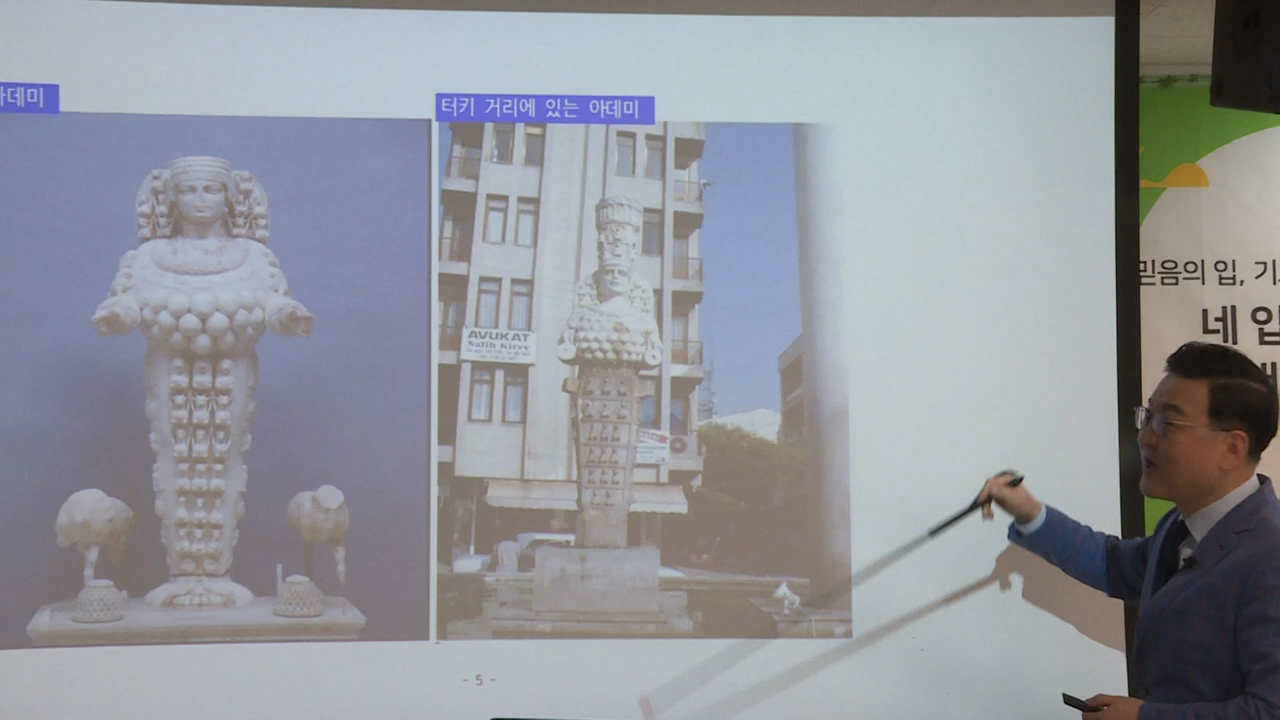 아데미
터키 거리에 있는 아데미
AVUKAT
Salih Kireç
- 5 -
믿음의 입, 기
네 입